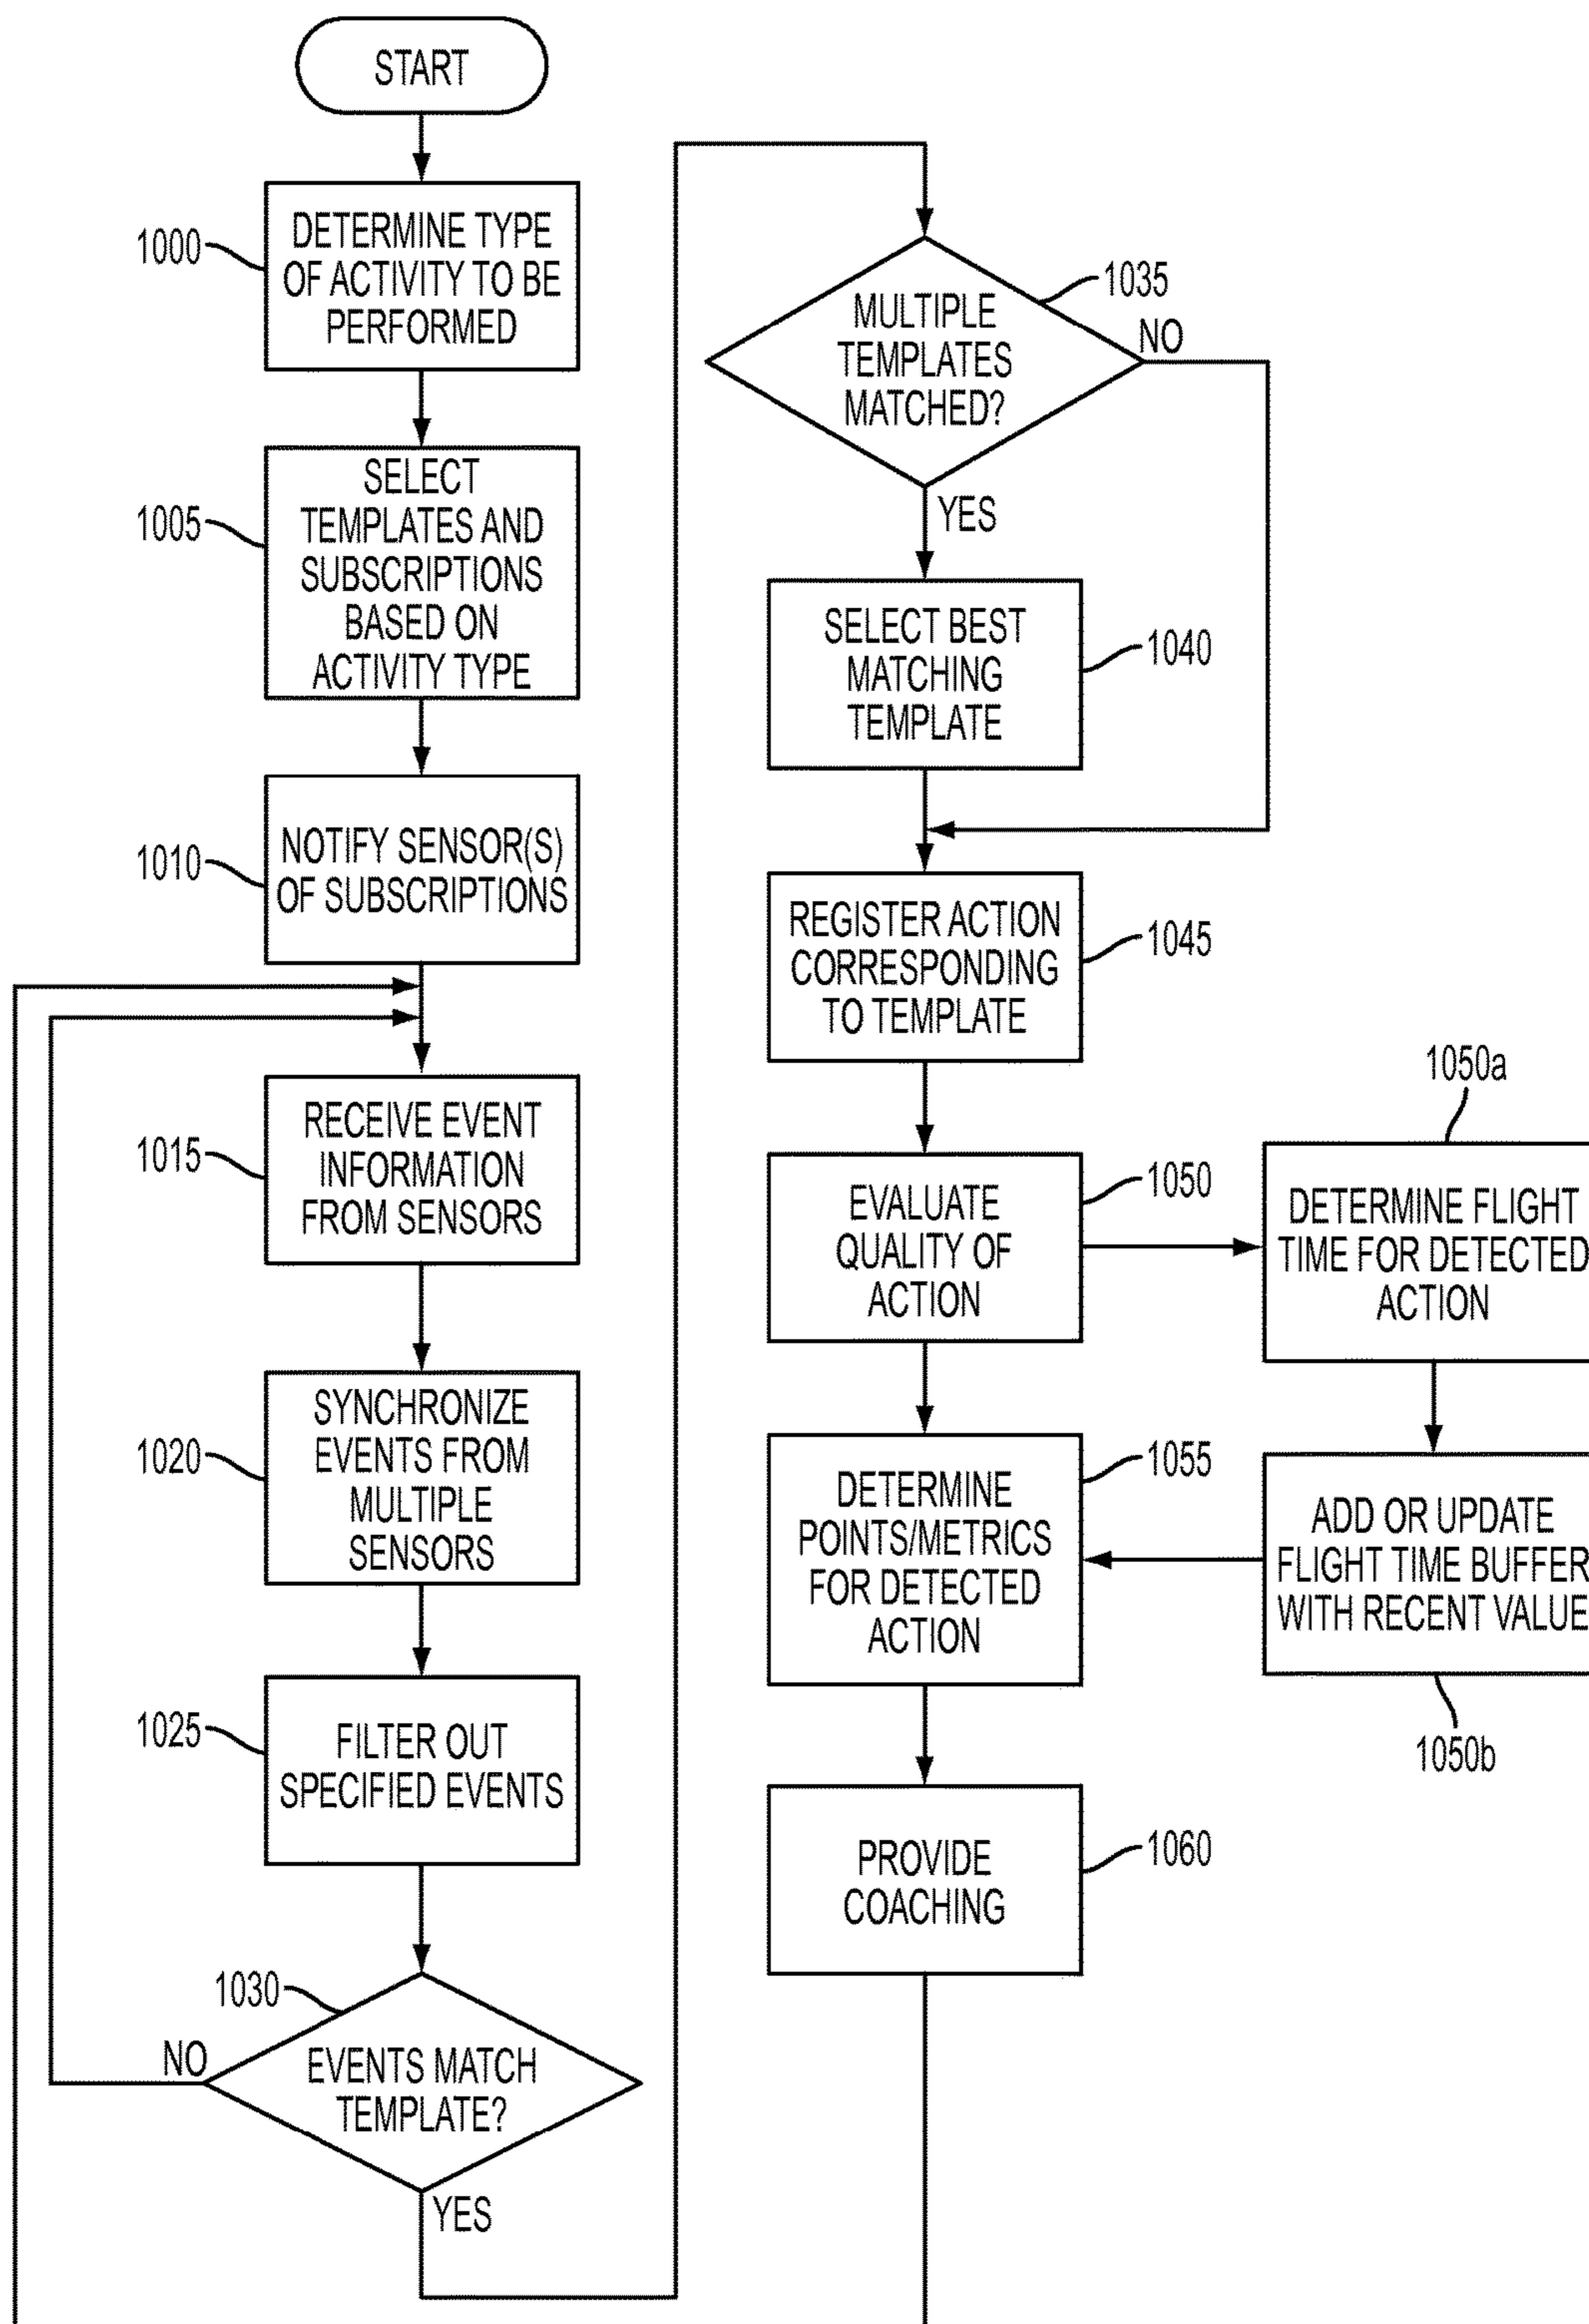 START
1000
DETERMINE TYPE
OF ACTIVITY TO BE
PERFORMED
1005
SELECT
TEMPLATES AND
SUBSCRIPTIONS
BASED ON
ACTIVITY TYPE
1010
NOTIFY SENSOR(S)
OF SUBSCRIPTIONS
1015
RECEIVE EVENT
INFORMATION
FROM SENSORS
1020
SYNCHRONIZE
EVENTS FROM
MULTIPLE
SENSORS
1025
FILTER OUT
SPECIFIED EVENTS
1030
NO
EVENTS MATCH
TEMPLATE?
YES
1035
MULTIPLE
TEMPLATES
MATCHED?
NO
YES
SELECT BEST
MATCHING
TEMPLATE
1040
REGISTER ACTION
CORRESPONDING
TO TEMPLATE
1045
EVALUATE
QUALITY OF
ACTION
1050
1050a
DETERMINE FLIGHT
TIME FOR DETECTED
ACTION
ADD OR UPDATE
FLIGHT TIME BUFFER
WITH RECENT VALUE
1050b
DETERMINE
POINTS/METRICS
FOR DETECTED
ACTION
1055
PROVIDE
COACHING
1060